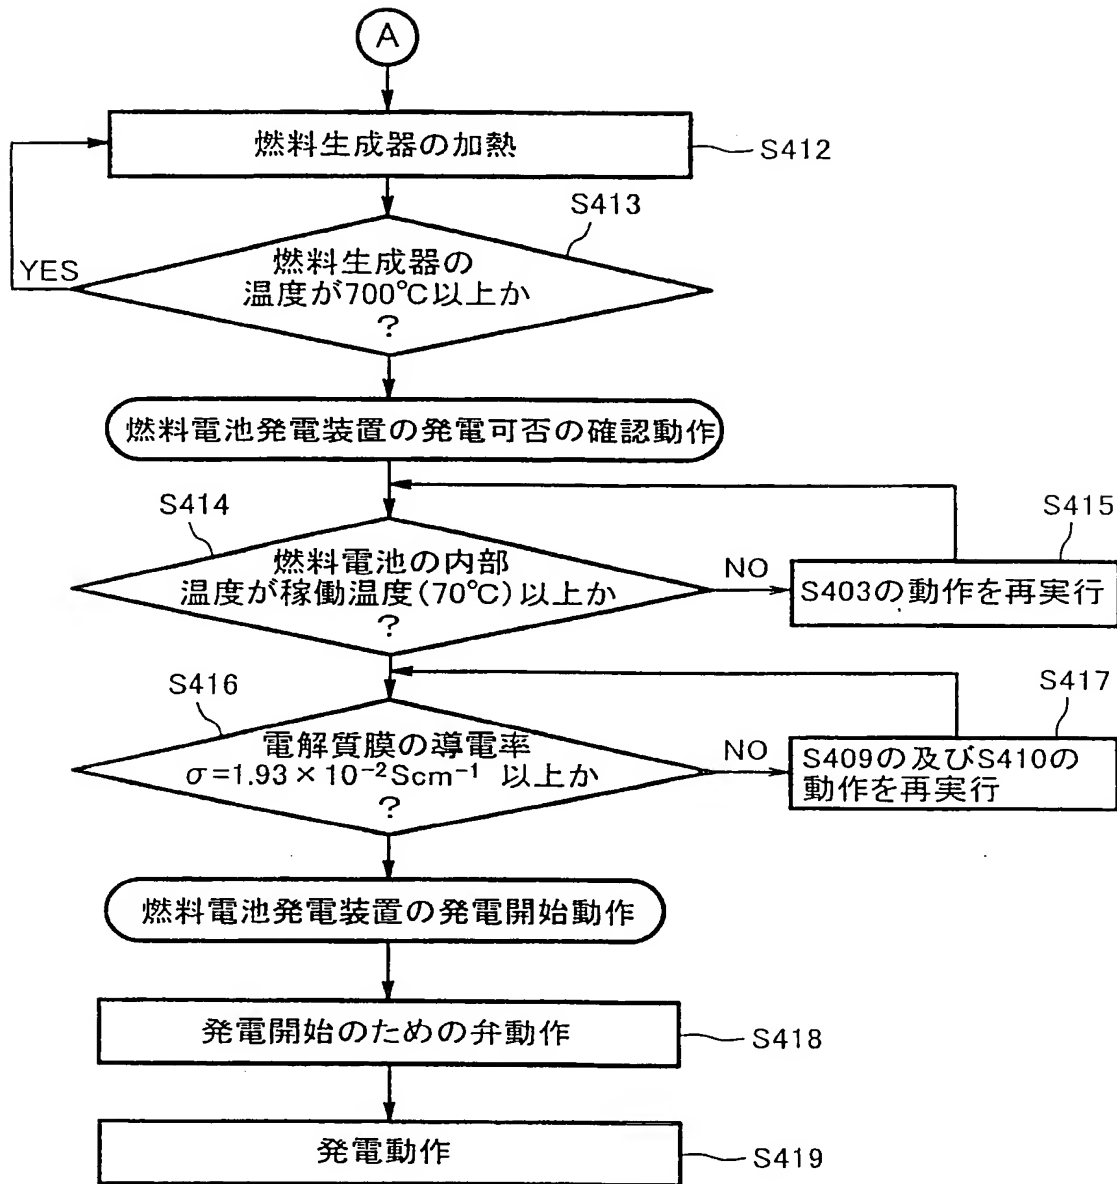 A
燃料生成器の加熱
S412
S413
燃料生成器の
温度が700℃以上か
?
YES
燃料電池発電装置の発電可否の確認動作
S414
燃料電池の内部
温度が稼働温度(70℃)以上か
?
NO
S415
S403の動作を再実行
S416
電解質膜の導電率
σ=1.93×10⁻²Scm⁻¹ 以上か
?
NO
S417
S409の及びS410の
動作を再実行
燃料電池発電装置の発電開始動作
発電開始のための弁動作
S418
発電動作
S419